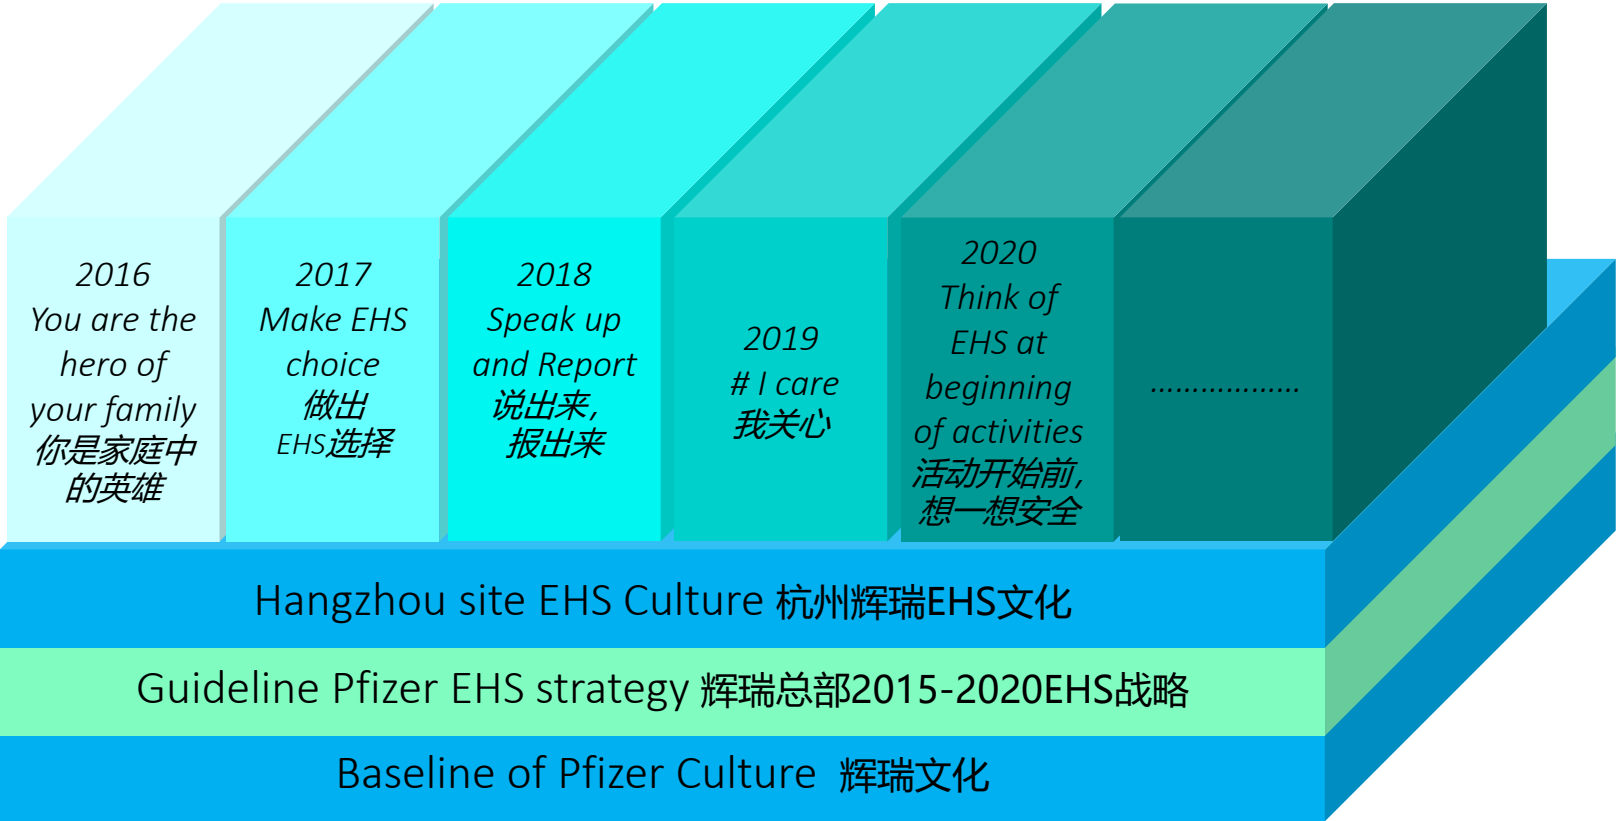 2016
You are the
hero of
your family
你是家庭中
的英雄
2017
Make EHS
choice
做出
EHS选择
2018
Speak up
and Report
说出来，
报出来
2019
# I care
我关心
2020
Think of
EHS at
beginning
of activities
活动开始前，
想一想安全
………………
Hangzhou site EHS Culture 杭州辉瑞EHS文化
Guideline Pfizer EHS strategy 辉瑞总部2015-2020EHS战略
Baseline of Pfizer Culture 辉瑞文化